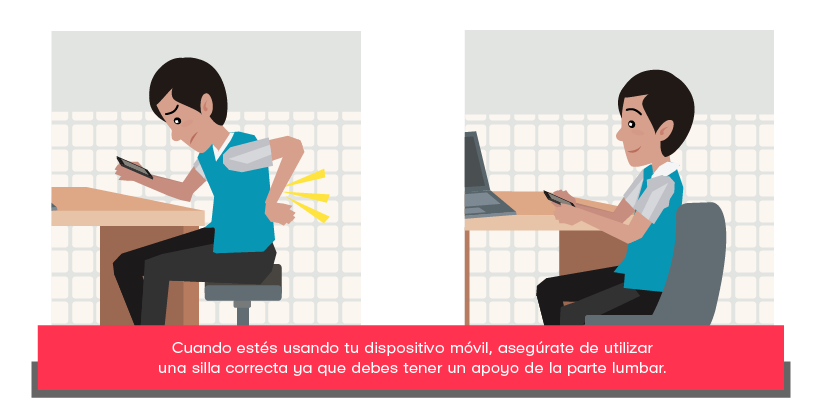 Cuando estés usando tu dispositivo móvil, asegúrate de utilizar
una silla correcta ya que debes tener un apoyo de la parte lumbar.